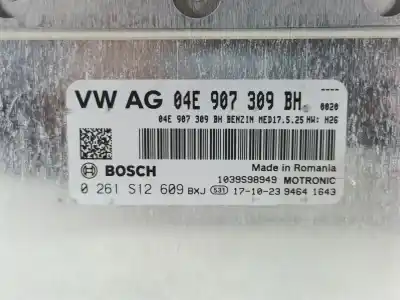 VW AG 04E 907 309 BH 0020
04E 907 309 BH BENZIN MED17.5.25 HW: H26
BOSCH
Made in Romania
1039S98949 MOTRONIC
0 261 S12 609 BXJ 531 17-10-23 9464 1643